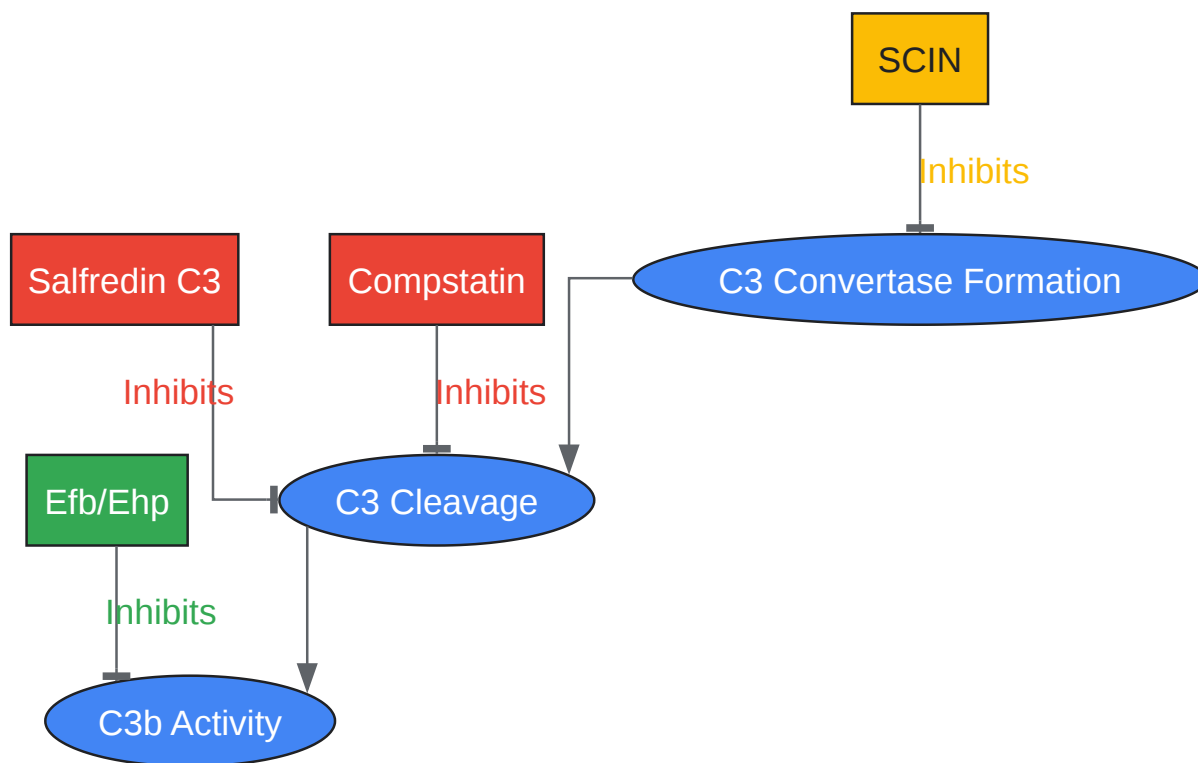 SCIN
Inhibits
Salfredin C3
Compstatin
C3 Convertase Formation
Inhibits
Inhibits
Efb/Ehp
C3 Cleavage
Inhibits
C3b Activity